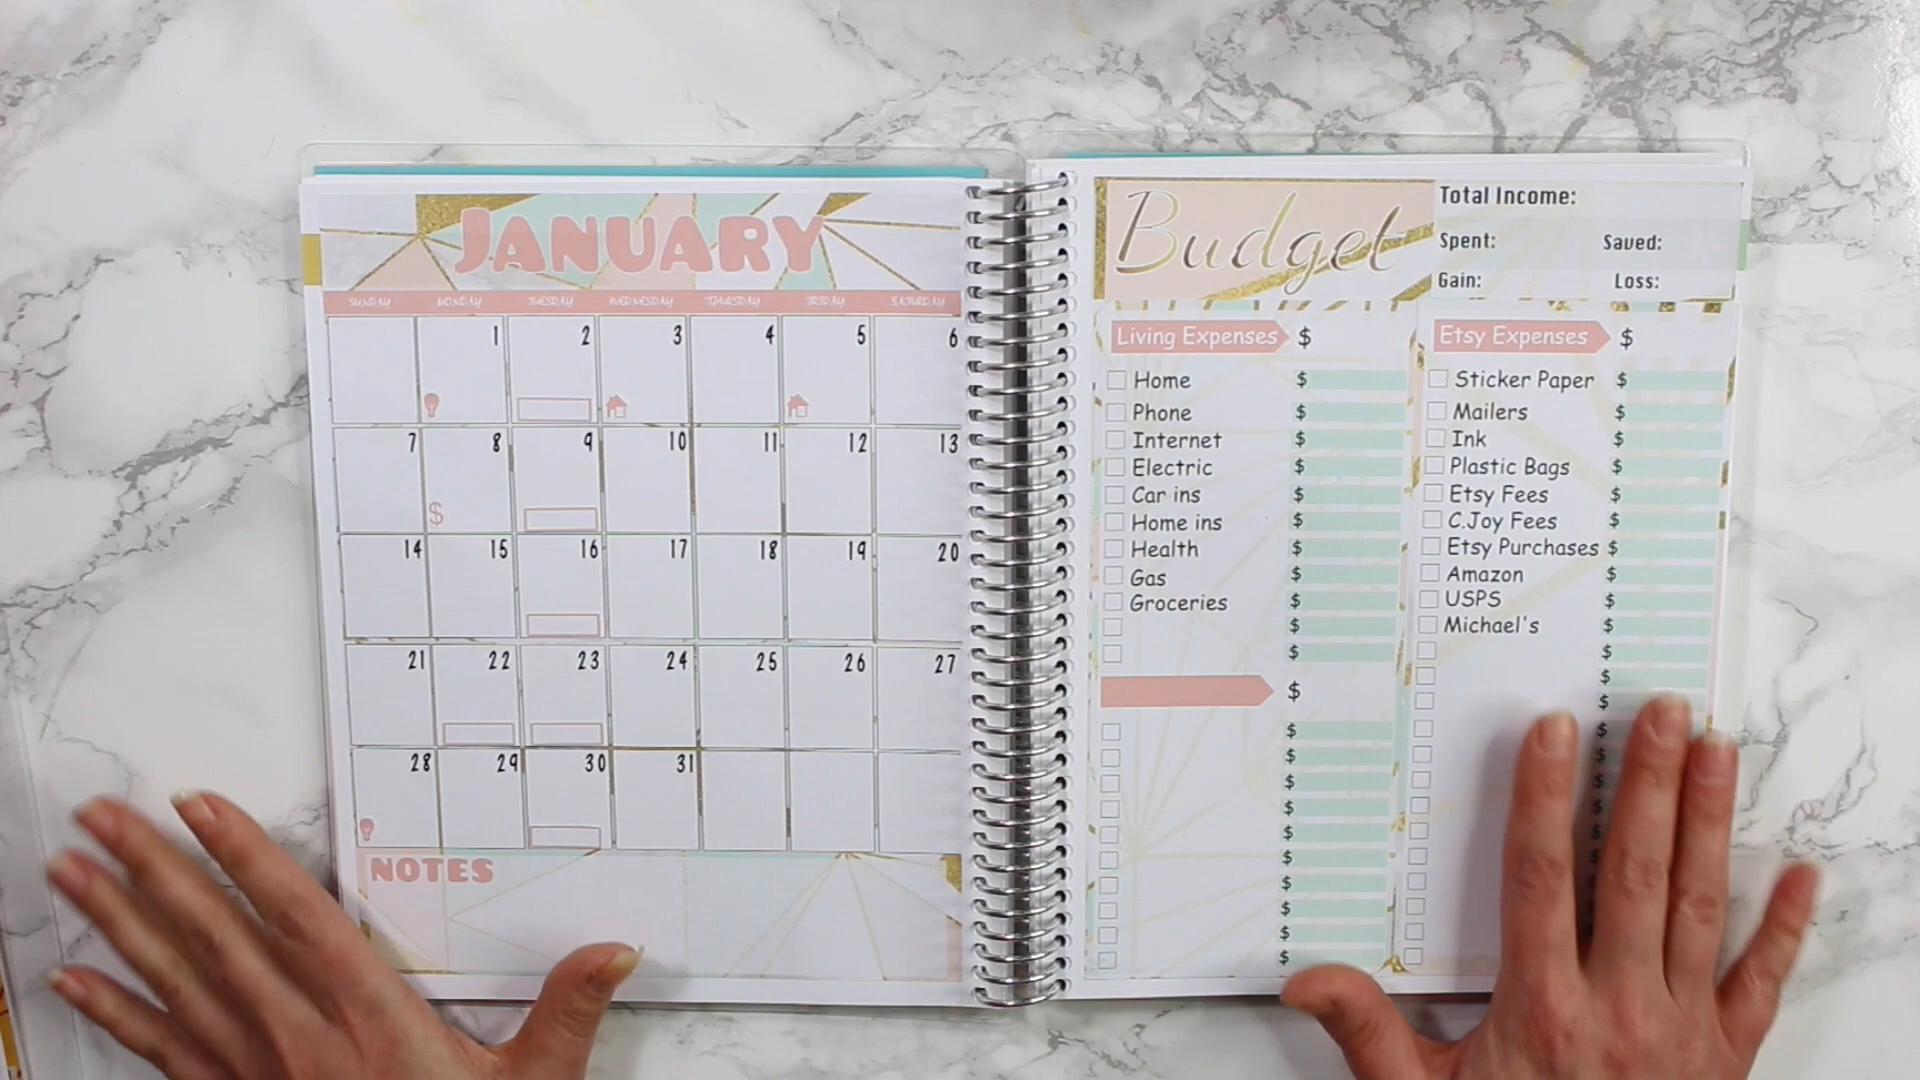 JANUARY
SUNDAY MONDAY TUESDAY WEDNESDAY THURSDAY FRIDAY SATURDAY
1 2 3 4 5 6
7 8 9 10 11 12 13
$
14 15 16 17 18 19 20
21 22 23 24 25 26 27
28 29 30 31
NOTES
Budget
Total Income:
Spent: Saved:
Gain: Loss:
Living Expenses $
Home $
Phone $
Internet $
Electric $
Car ins $
Home ins $
Health $
Gas $
Groceries $
$
$
$
$
$
$
$
$
$
$
$
$
$
Etsy Expenses $
Sticker Paper $
Mailers $
Ink $
Plastic Bags $
Etsy Fees $
C.Joy Fees $
Etsy Purchases $
Amazon $
USPS $
Michael's $
$
$
$
$
$
$
$
$